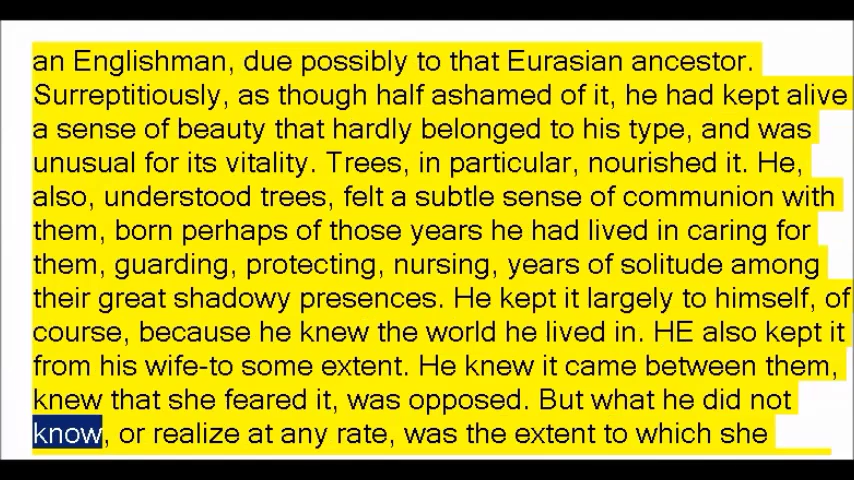 an Englishman, due possibly to that Eurasian ancestor.
Surreptitiously, as though half ashamed of it, he had kept alive
a sense of beauty that hardly belonged to his type, and was
unusual for its vitality. Trees, in particular, nourished it. He,
also, understood trees, felt a subtle sense of communion with
them, born perhaps of those years he had lived in caring for
them, guarding, protecting, nursing, years of solitude among
their great shadowy presences. He kept it largely to himself, of
course, because he knew the world he lived in. HE also kept it
from his wife-to some extent. He knew it came between them,
knew that she feared it, was opposed. But what he did not
know, or realize at any rate, was the extent to which she